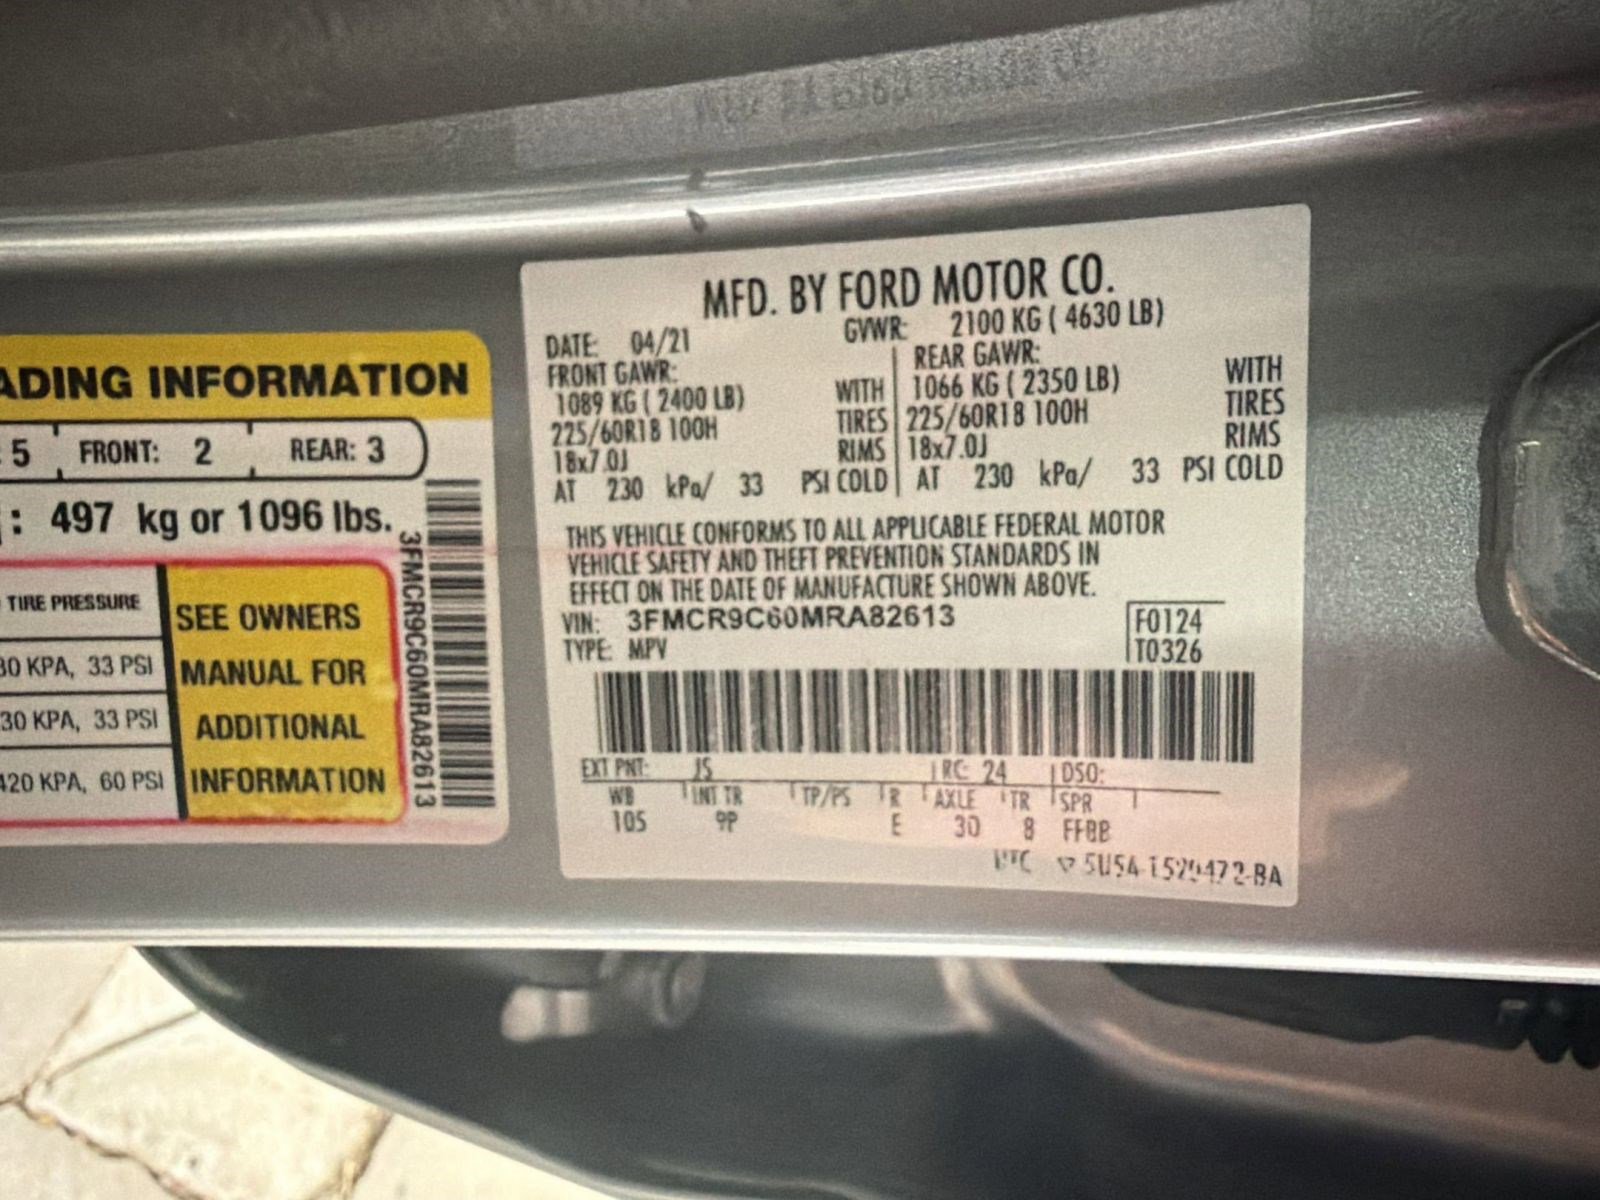 ADING INFORMATION
5 FRONT: 2 REAR: 3
: 497 kg or 1096 lbs.
TIRE PRESSURE
30 KPA, 33 PSI
30 KPA, 33 PSI
420 KPA, 60 PSI
SEE OWNERS
MANUAL FOR
ADDITIONAL
INFORMATION
3FMCR9C60MRA82613
MFD. BY FORD MOTOR CO.
DATE: 04/21 GVWR: 2100 KG ( 4630 LB)
FRONT GAWR: REAR GAWR:
1089 KG ( 2400 LB) WITH 1066 KG ( 2350 LB) WITH
225/60R18 100H TIRES 225/60R18 100H TIRES
18x7.0J RIMS 18x7.0J RIMS
AT 230 kPa/ 33 PSI COLD AT 230 kPa/ 33 PSI COLD
THIS VEHICLE CONFORMS TO ALL APPLICABLE FEDERAL MOTOR
VEHICLE SAFETY AND THEFT PREVENTION STANDARDS IN
EFFECT ON THE DATE OF MANUFACTURE SHOWN ABOVE.
VIN: 3FMCR9C60MRA82613 F0124
TYPE: MPV T0326
EXT PNT: JS RC: 24 DSO:
WB INT TR TP/PS R AXLE TR SPR
105 9P E 30 8 FFBB